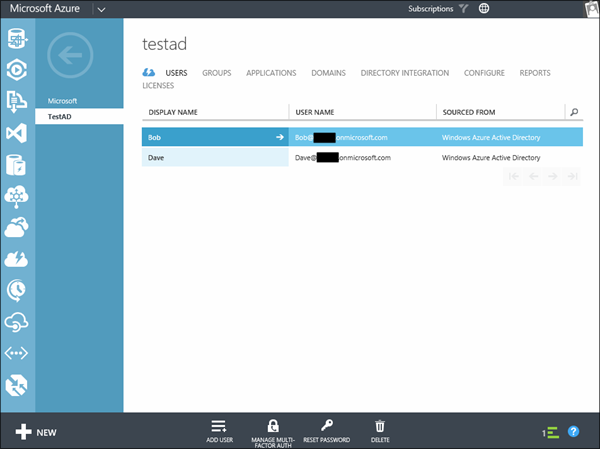 Microsoft Azure Subscriptions
testad
USERS GROUPS APPLICATIONS DOMAINS DIRECTORY INTEGRATION CONFIGURE REPORTS
LICENSES
Microsoft
TestAD
DISPLAY NAME USER NAME SOURCED FROM
Bob Bob@ onmicrosoft.com Windows Azure Active Directory
Dave Dave@ onmicrosoft.com Windows Azure Active Directory
NEW
ADD USER
MANAGE MULTI-
FACTOR AUTH
RESET PASSWORD
DELETE
1
?